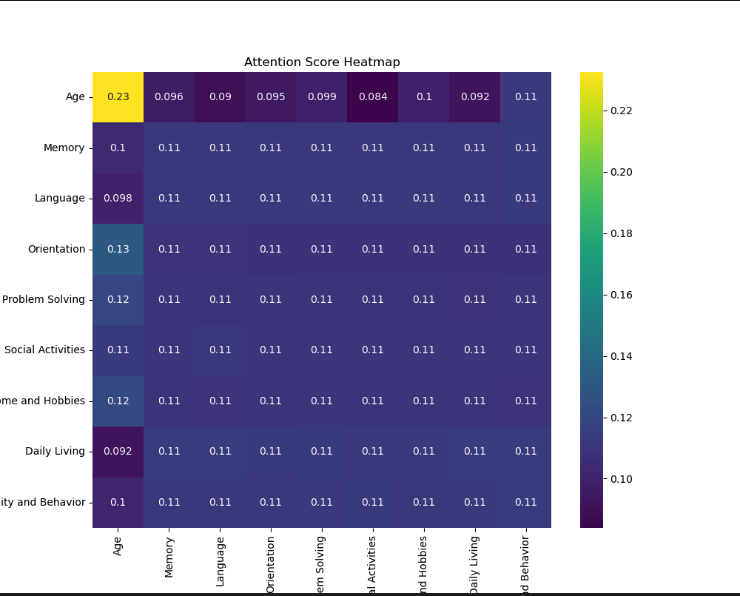 Attention Score Heatmap
Age 0.23 0.096 0.09 0.095 0.099 0.084 0.1 0.092 0.11
Memory 0.1 0.11 0.11 0.11 0.11 0.11 0.11 0.11 0.11
Language 0.098 0.11 0.11 0.11 0.11 0.11 0.11 0.11 0.11
Orientation 0.13 0.11 0.11 0.11 0.11 0.11 0.11 0.11 0.11
Problem Solving 0.12 0.11 0.11 0.11 0.11 0.11 0.11 0.11 0.11
Social Activities 0.11 0.11 0.11 0.11 0.11 0.11 0.11 0.11 0.11
ome and Hobbies 0.12 0.11 0.11 0.11 0.11 0.11 0.11 0.11 0.11
Daily Living 0.092 0.11 0.11 0.11 0.11 0.11 0.11 0.11 0.11
ity and Behavior 0.1 0.11 0.11 0.11 0.11 0.11 0.11 0.11 0.11
Age
Memory
Language
Orientation
em Solving
al Activities
nd Hobbies
Daily Living
d Behavior
0.22
0.20
0.18
0.16
0.14
0.12
0.10